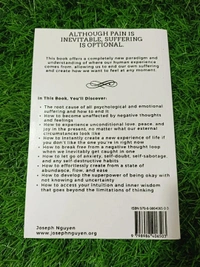 ALTHOUGH PAIN IS
INEVITABLE, SUFFERING
IS OPTIONAL.
This book offers a completely new paradigm and
understanding of where our human experience
comes from, allowing us to end our own suffering
and create how we want to feel at any moment.
In This Book, You'll Discover:
• The root cause of all psychological and emotional
suffering and how to end it
• How to become unaffected by negative thoughts
and feelings
• How to experience unconditional love, peace, and
joy in the present, no matter what our external
circumstances look like
• How to instantly create a new experience of life if
you don't like the one you're in right now
• How to break free from a negative thought loop
when we inevitably get caught in one
• How to let go of anxiety, self-doubt, self-sabotage,
and any self destructive habits
• How to effortlessly create from a state of
abundance, flow, and ease
• How to develop the superpower of being okay with
not knowing and uncertainty
• How to access your intuition and inner wisdom
that goes beyond the limitations of thinking
Joseph Nguyen
www.josephnguyen.org